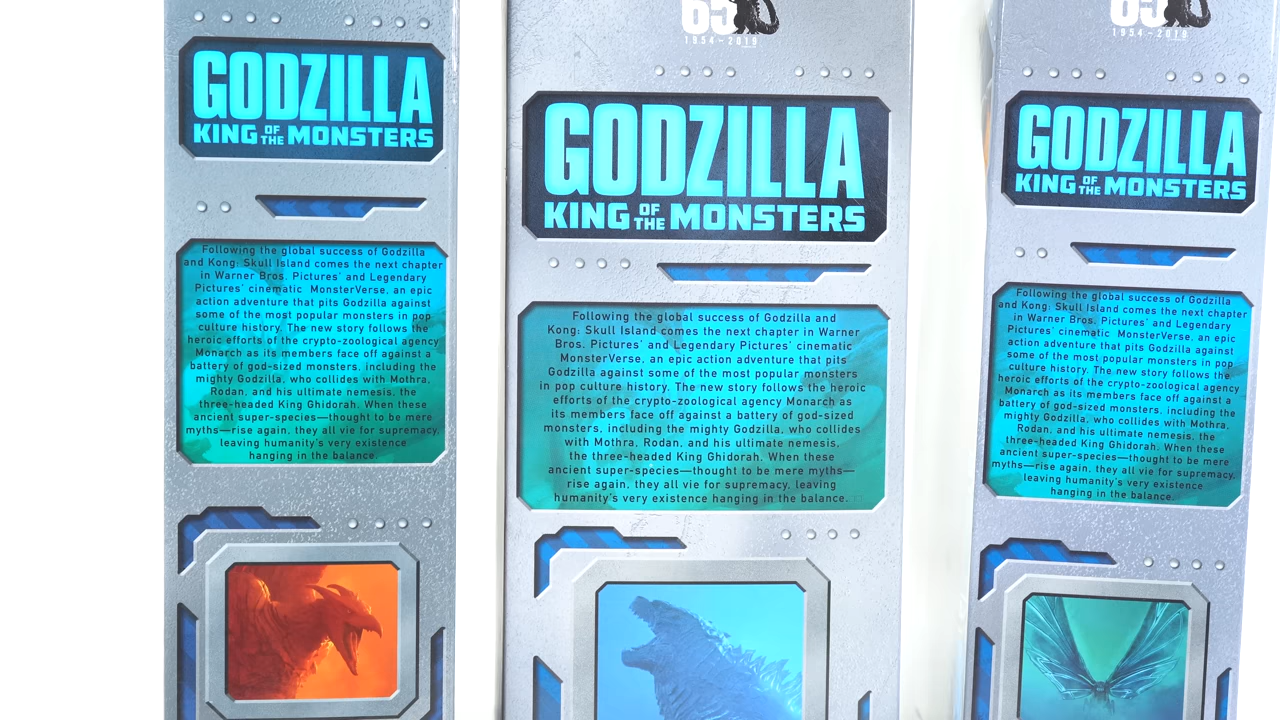 GODZILLA
KING OF THE MONSTERS
Following the global success of Godzilla
and Kong: Skull Island comes the next chapter
in Warner Bros. Pictures' and Legendary
Pictures' cinematic MonsterVerse, an epic
action adventure that pits Godzilla against
some of the most popular monsters in pop
culture history. The new story follows the
heroic efforts of the crypto-zoological agency
Monarch as its members face off against a
battery of god-sized monsters, including the
mighty Godzilla, who collides with Mothra,
Rodan, and his ultimate nemesis, the
three-headed King Ghidorah. When these
ancient super-species—thought to be mere
myths—rise again, they all vie for supremacy,
leaving humanity's very existence
hanging in the balance.
65
1954-2019
GODZILLA
KING OF THE MONSTERS
Following the global success of Godzilla and
Kong: Skull Island comes the next chapter in Warner
Bros. Pictures' and Legendary Pictures' cinematic
MonsterVerse, an epic action adventure that pits
Godzilla against some of the most popular monsters
in pop culture history. The new story follows the heroic
efforts of the crypto-zoological agency Monarch as
its members face off against a battery of god-sized
monsters, including the mighty Godzilla, who collides
with Mothra, Rodan, and his ultimate nemesis,
the three-headed King Ghidorah. When these
ancient super-species—thought to be mere myths—
rise again, they all vie for supremacy, leaving
humanity's very existence hanging in the balance.
65
1954-2019
GODZILLA
KING OF THE MONSTERS
Following the global success of Godzilla
and Kong: Skull Island comes the next chapter
in Warner Bros. Pictures' and Legendary
Pictures' cinematic MonsterVerse, an epic
action adventure that pits Godzilla against
some of the most popular monsters in pop
culture history. The new story follows the
heroic efforts of the crypto-zoological agency
Monarch as its members face off against a
battery of god-sized monsters, including the
mighty Godzilla, who collides with Mothra,
Rodan, and his ultimate nemesis, the
three-headed King Ghidorah. When these
ancient super-species—thought to be mere
myths—rise again, they all vie for supremacy,
leaving humanity's very existence
hanging in the balance.